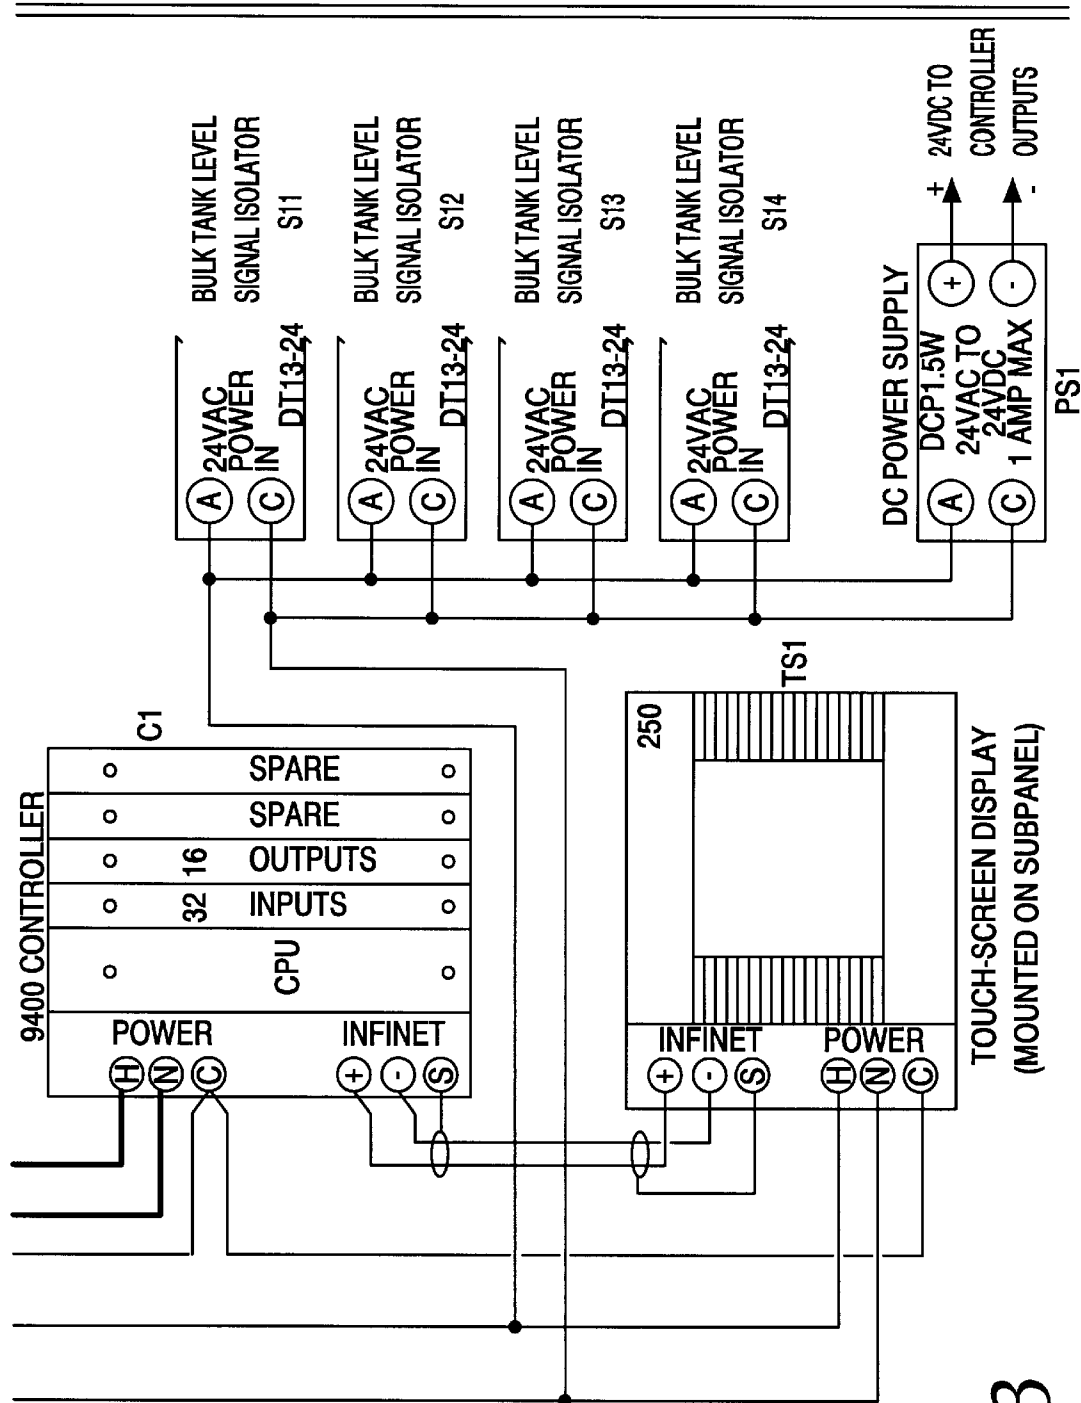 9400 CONTROLLER
C1
POWER
H
N
C
INFINET
+
-
S
CPU
32 INPUTS
16 OUTPUTS
SPARE
SPARE
A
C
24VAC
POWER
IN
DT13-24
BULK TANK LEVEL
SIGNAL ISOLATOR
S11
A
C
24VAC
POWER
IN
DT13-24
BULK TANK LEVEL
SIGNAL ISOLATOR
S12
A
C
24VAC
POWER
IN
DT13-24
BULK TANK LEVEL
SIGNAL ISOLATOR
S13
A
C
24VAC
POWER
IN
DT13-24
BULK TANK LEVEL
SIGNAL ISOLATOR
S14
DC POWER SUPPLY
A
C
DCP1.5W
24VAC TO
24VDC
1 AMP MAX
+
-
PS1
+
-
24VDC TO
CONTROLLER
OUTPUTS
250
TS1
INFINET
+
-
S
POWER
H
N
C
TOUCH-SCREEN DISPLAY
(MOUNTED ON SUBPANEL)
3